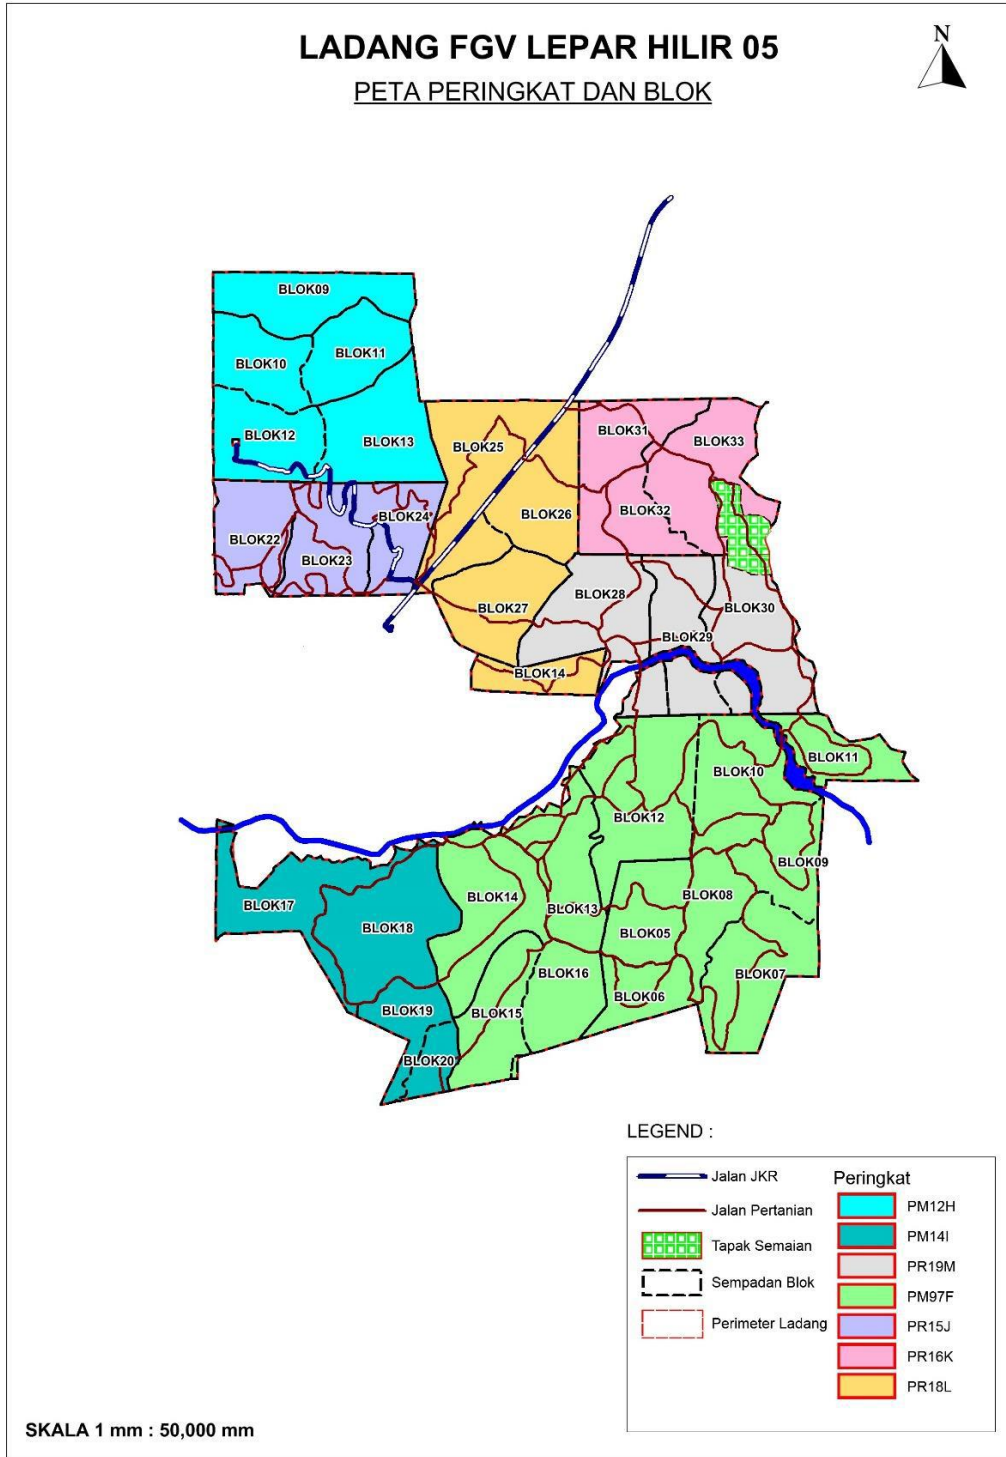 LADANG FGV LEPAR HILIR 05
PETA PERINGKAT DAN BLOK
N
BLOK09
BLOK10
BLOK11
BLOK12
BLOK13
BLOK25
BLOK31
BLOK33
BLOK26
BLOK32
BLOK24
BLOK22
BLOK23
BLOK27
BLOK28
BLOK30
BLOK29
BLOK14
BLOK11
BLOK10
BLOK12
BLOK09
BLOK08
BLOK14
BLOK13
BLOK17
BLOK18
BLOK05
BLOK16
BLOK07
BLOK06
BLOK19
BLOK15
BLOK20
LEGEND :
Jalan JKR
Jalan Pertanian
Tapak Semaian
Sempadan Blok
Perimeter Ladang
Peringkat
PM12H
PM14I
PR19M
PM97F
PR15J
PR16K
PR18L
SKALA 1 mm : 50,000 mm